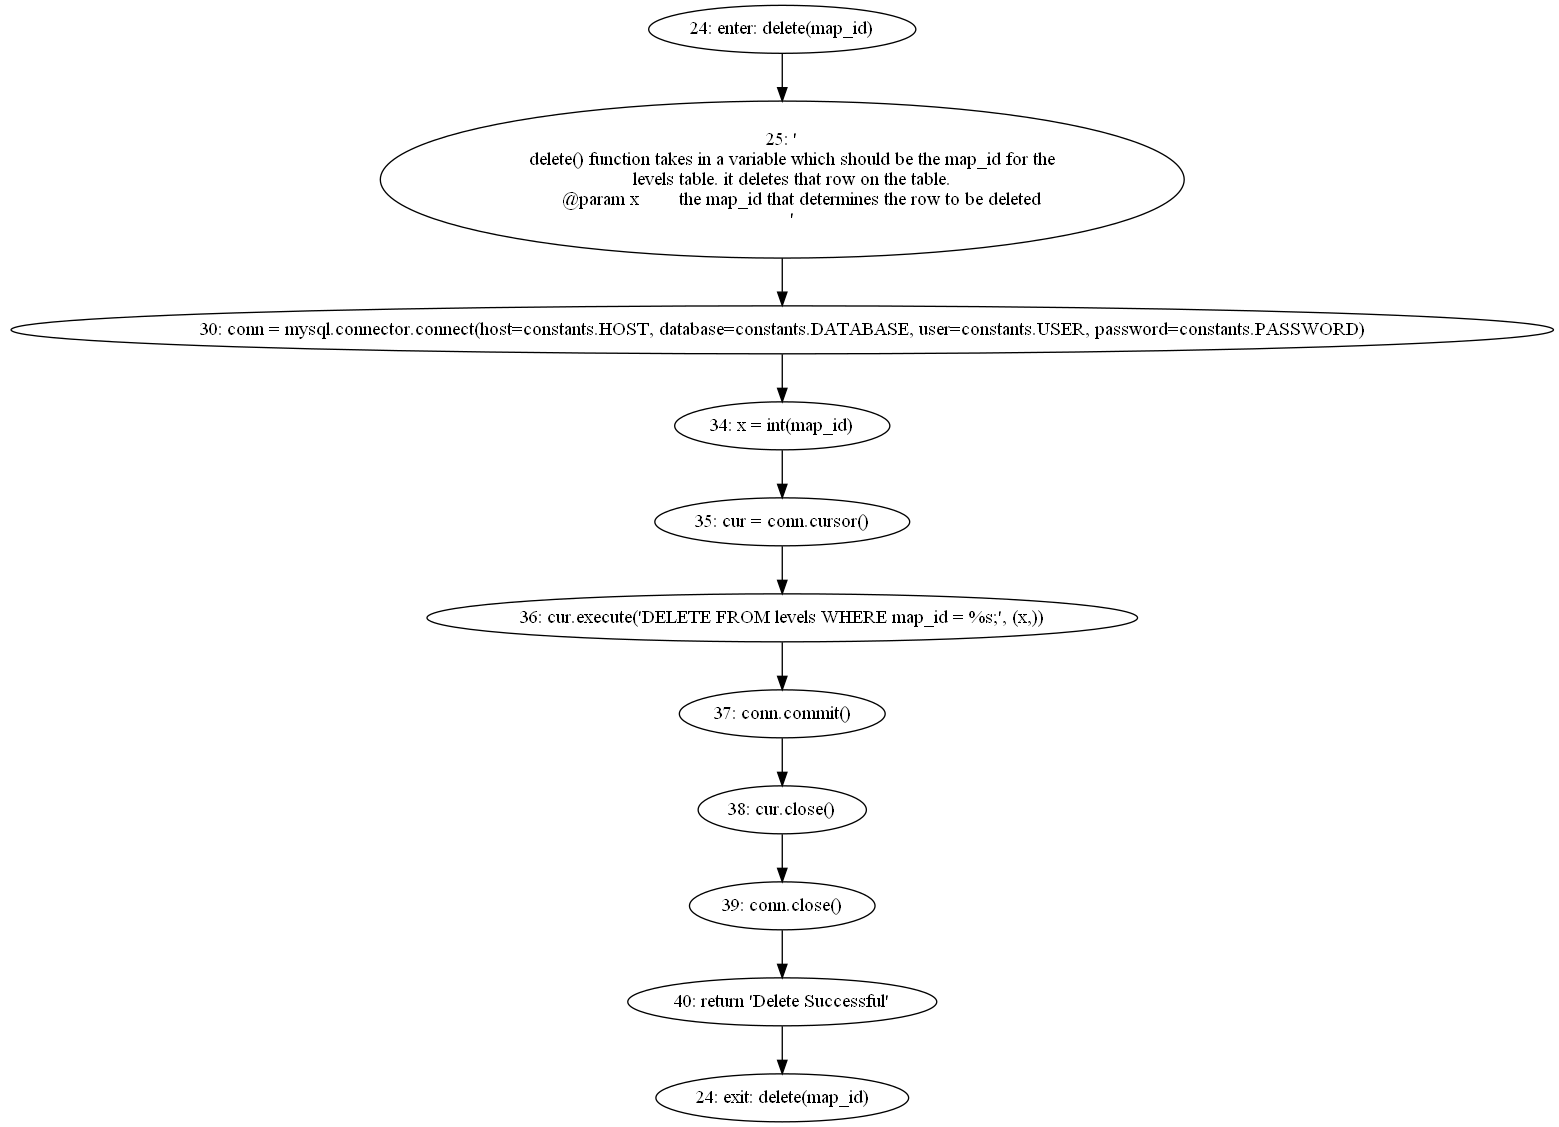 24: enter: delete(map_id)
25: '
delete() function takes in a variable which should be the map_id for the
levels table. it deletes that row on the table.
@param x        the map_id that determines the row to be deleted
'
30: conn = mysql.connector.connect(host=constants.HOST, database=constants.DATABASE, user=constants.USER, password=constants.PASSWORD)
34: x = int(map_id)
35: cur = conn.cursor()
36: cur.execute('DELETE FROM levels WHERE map_id = %s;', (x,))
37: conn.commit()
38: cur.close()
39: conn.close()
40: return 'Delete Successful'
24: exit: delete(map_id)